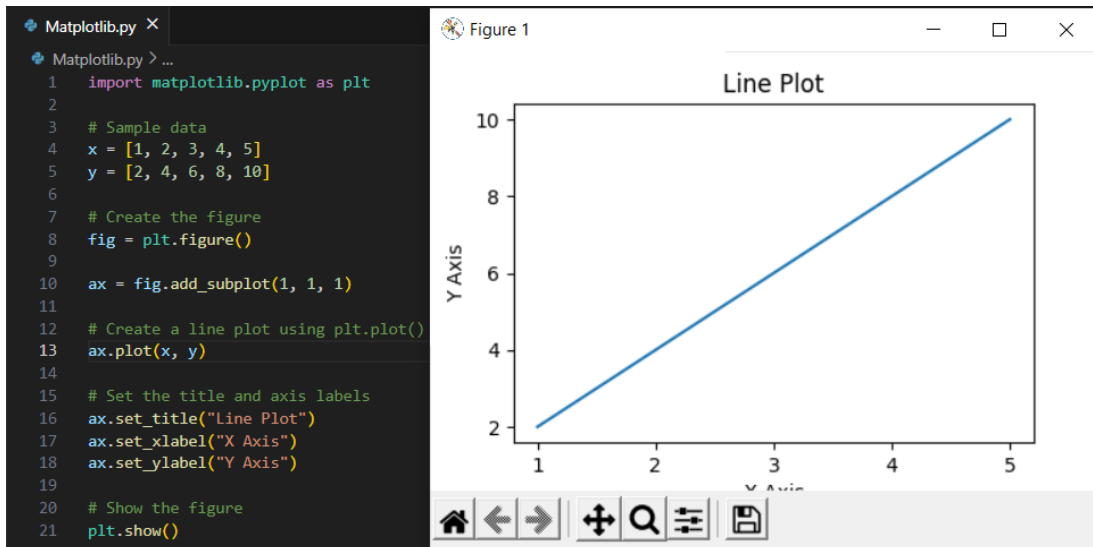 Matplotlib.py
Matplotlib.py > ...
1 import matplotlib.pyplot as plt
2
3 # Sample data
4 x = [1, 2, 3, 4, 5]
5 y = [2, 4, 6, 8, 10]
6
7 # Create the figure
8 fig = plt.figure()
9
10 ax = fig.add_subplot(1, 1, 1)
11
12 # Create a line plot using plt.plot()
13 ax.plot(x, y)
14
15 # Set the title and axis labels
16 ax.set_title("Line Plot")
17 ax.set_xlabel("X Axis")
18 ax.set_ylabel("Y Axis")
19
20 # Show the figure
21 plt.show()
Figure 1
Line Plot
10
8
6
4
2
Y Axis
1 2 3 4 5
X Axis